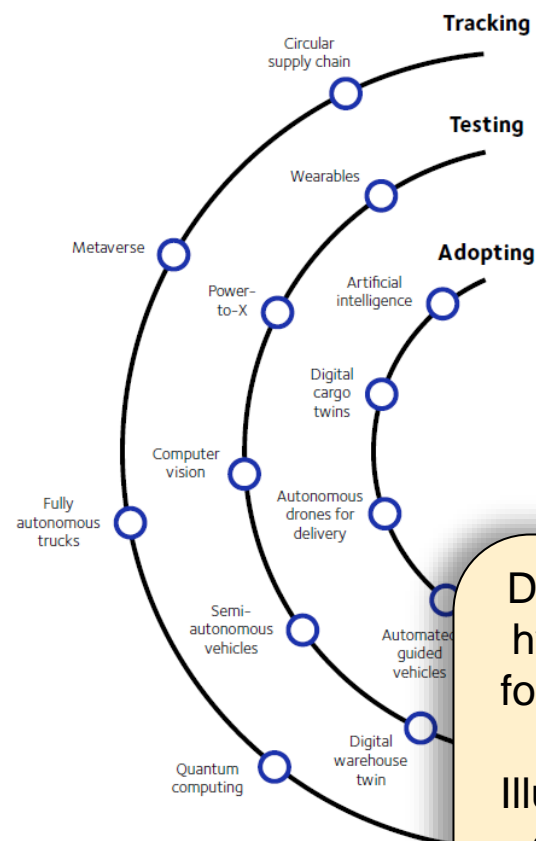 Tracking
Circular
supply chain
Metaverse
Fully
autonomous
trucks
Quantum
computing
Testing
Wearables
Power-
to-X
Computer
vision
Semi-
autonomous
vehicles
Digital
warehouse
twin
Adopting
Artificial
intelligence
Digital
cargo
twins
Autonomous
drones for
delivery
guided
vehicles